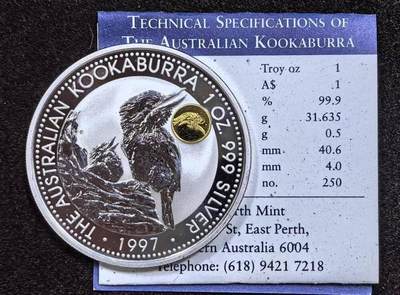 TECHNICAL SPECIFICATIONS OF
THE AUSTRALIAN KOOKABURRA
Troy oz 1
A$ 1
% 99.9
g 31.635
g 0.5
mm 40.6
mm 4.0
no. 250
Mint
St, East Perth,
Australia 6004
Telephone: (618) 9421 7218
THE AUSTRALIAN KOOKABURRA 1 OZ 999 SILVER
· 1997 ·